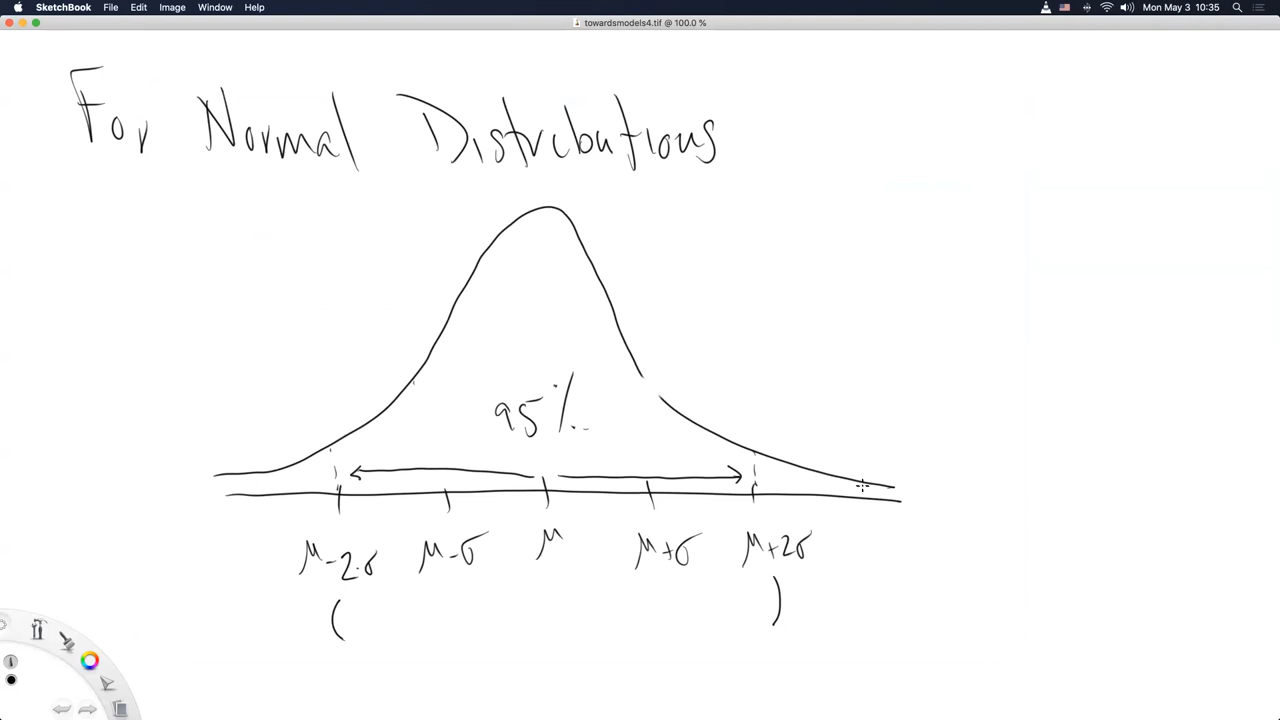 SketchBook File Edit Image Window Help Mon May 3 10:35
towardsmodels4.tif @ 100.0 %
For Normal Distributions
95%
μ-2·σ μ-σ μ μ+σ μ+2σ
( )